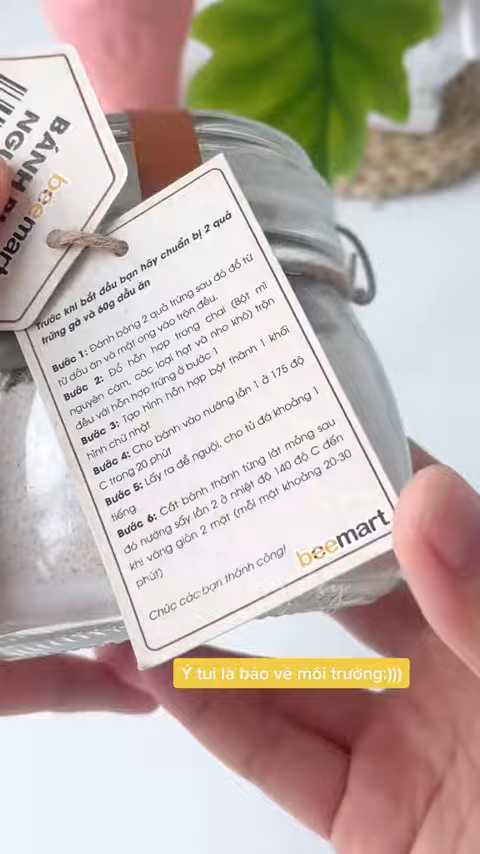 BÁNH
beemart
Trước khi bắt đầu bạn hãy chuẩn bị 2 quả
trứng gà và 60g dầu ăn
Bước 1: Đánh bông 2 quả trứng sau đó đổ từ
từ dầu ăn và mật ong vào trộn đều.
Bước 2: Đổ hỗn hợp trong chai (Bột mì
nguyên cám, các loại hạt và nho khô) trộn
đều với hỗn hợp trứng ở bước 1
Bước 3: Tạo hình hỗn hợp bột thành 1 khối
hình chữ nhật
Bước 4: Cho bánh vào nướng lần 1 ở 175 độ
C trong 20 phút
Bước 5: Lấy ra để nguội, cho tủ đá khoảng 1
tiếng
Bước 6: Cắt bánh thành từng lát mỏng sau
đó nướng sấy lần 2 ở nhiệt độ 140 độ C đến
khi vàng giòn 2 mặt (mỗi mặt khoảng 20-30
phút)
Chúc các bạn thành công!
beemart
Ý tui là bảo vệ môi trường:)))